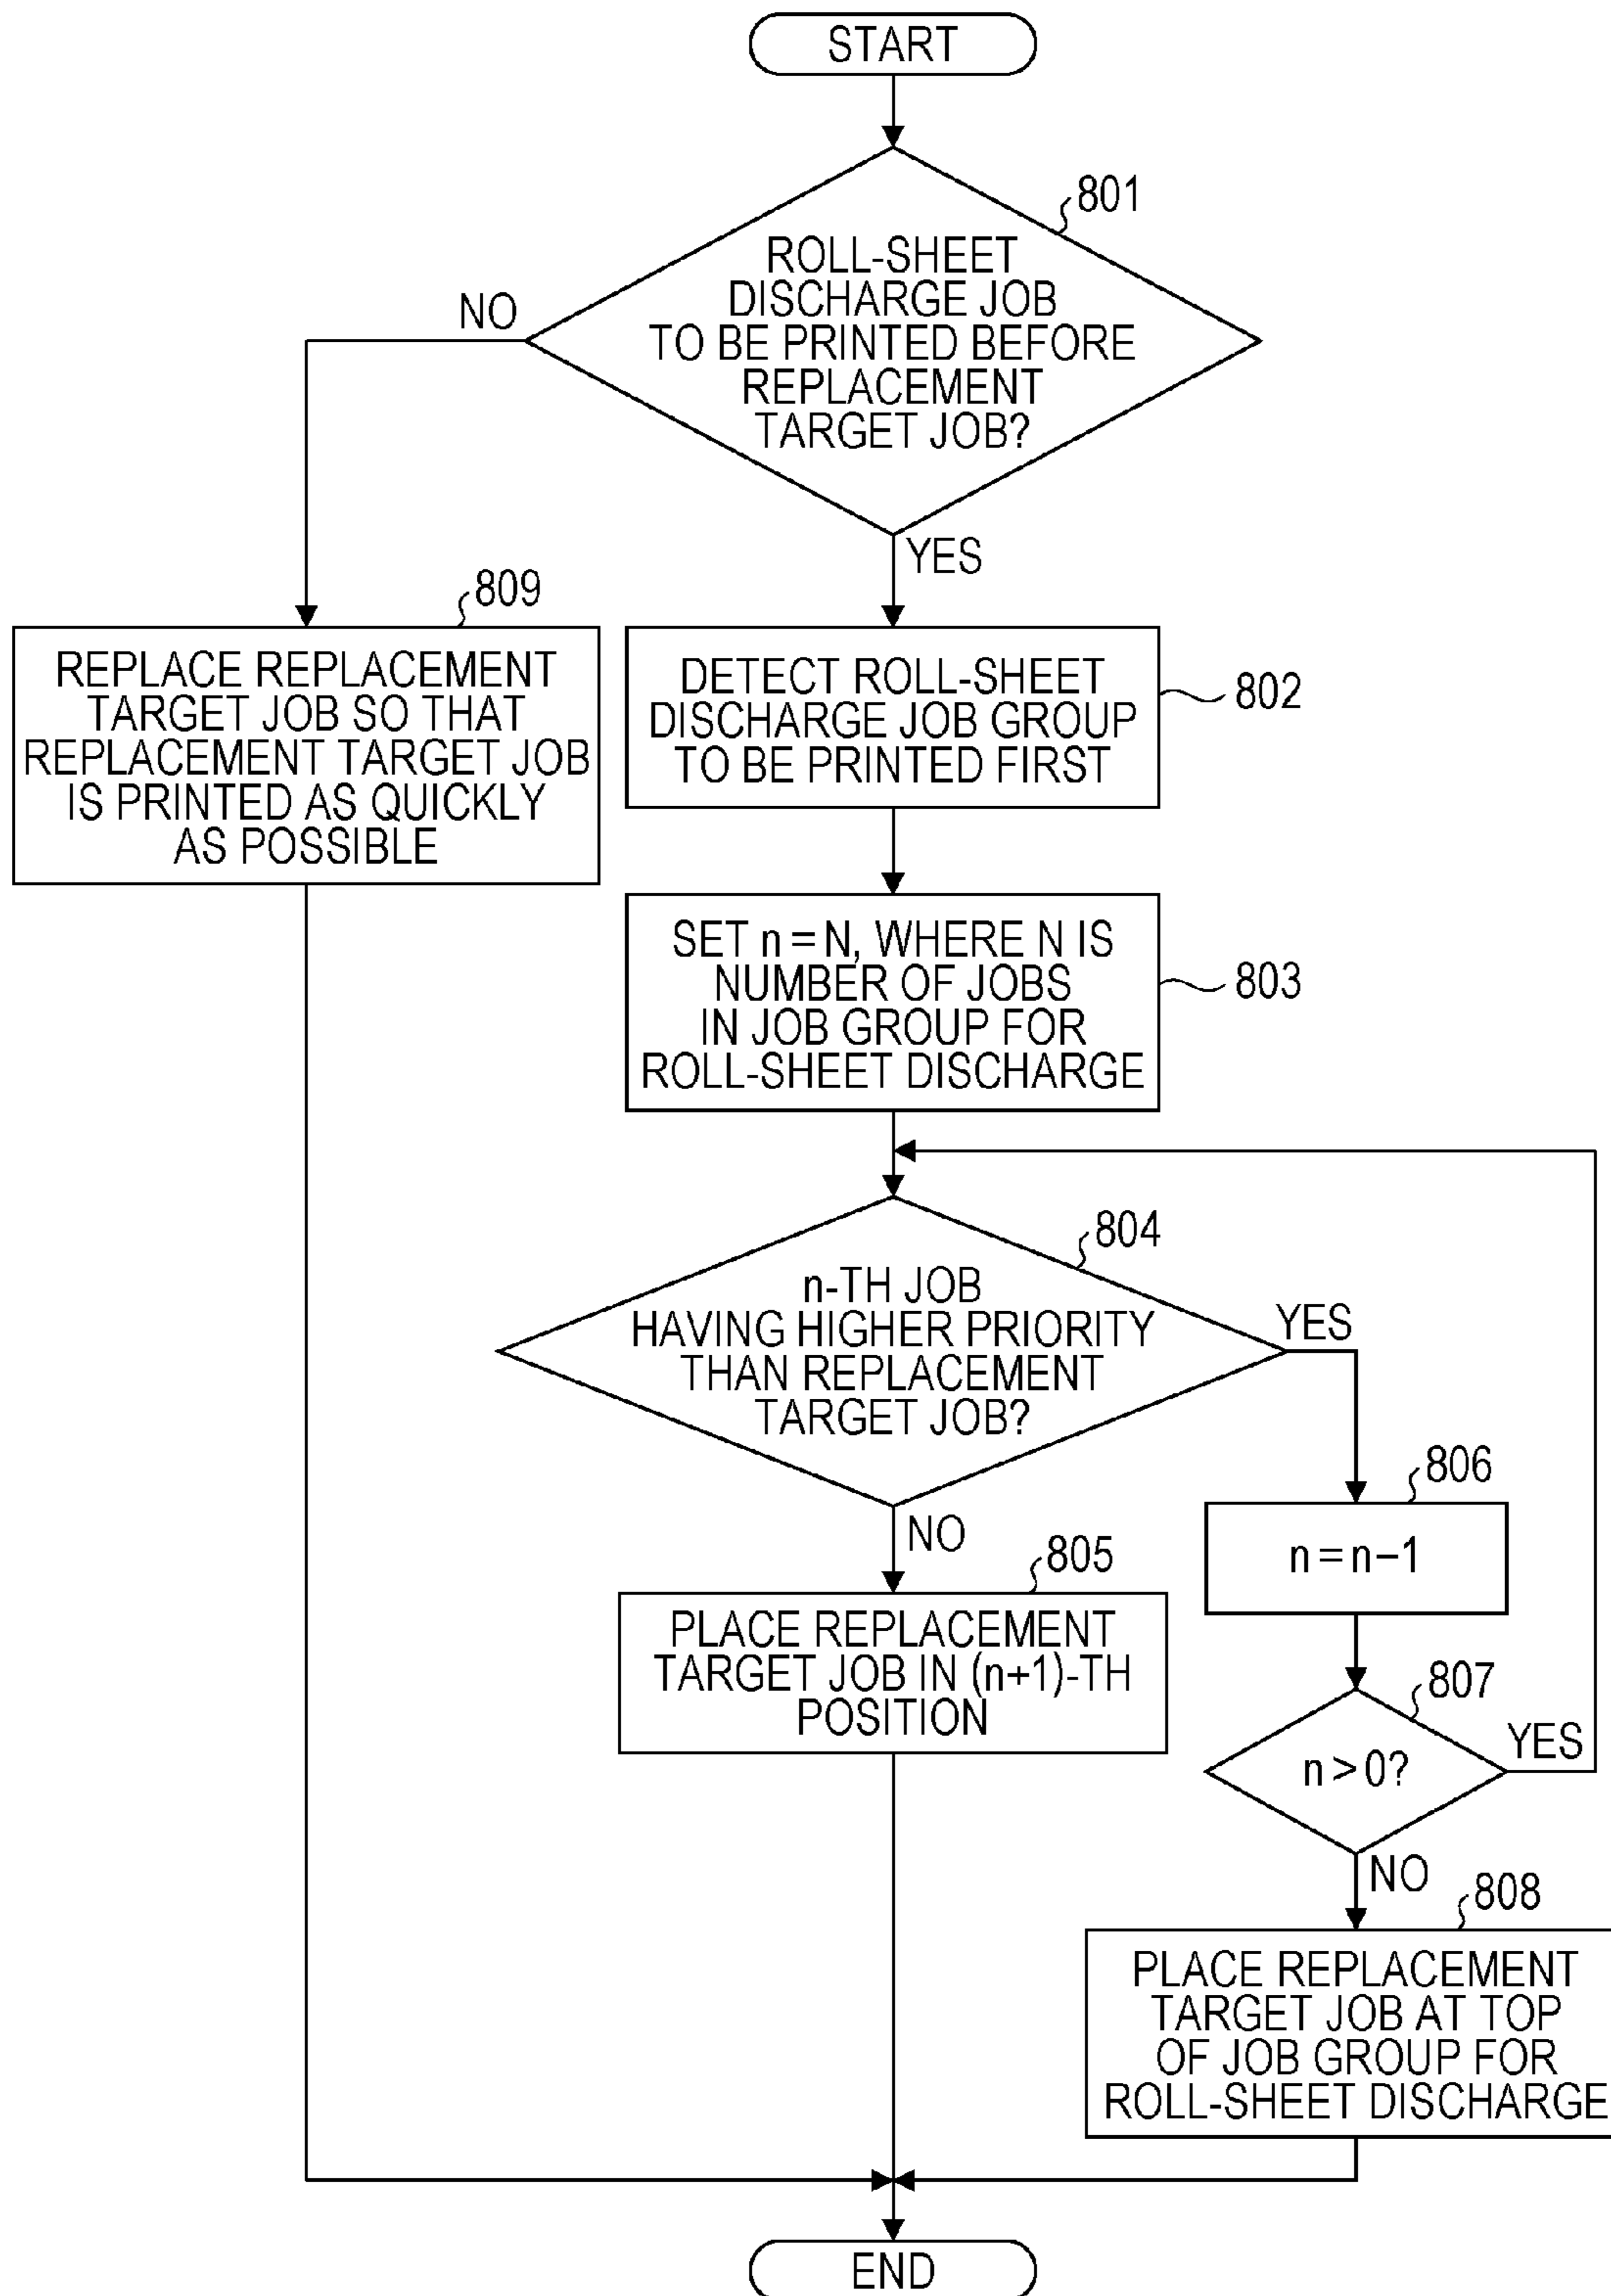 START
801
ROLL-SHEET
DISCHARGE JOB
TO BE PRINTED BEFORE
REPLACEMENT
TARGET JOB?
NO
YES
809
REPLACE REPLACEMENT
TARGET JOB SO THAT
REPLACEMENT TARGET JOB
IS PRINTED AS QUICKLY
AS POSSIBLE
DETECT ROLL-SHEET
DISCHARGE JOB GROUP
TO BE PRINTED FIRST
802
SET n = N, WHERE N IS
NUMBER OF JOBS
IN JOB GROUP FOR
ROLL-SHEET DISCHARGE
803
804
n-TH JOB
HAVING HIGHER PRIORITY
THAN REPLACEMENT
TARGET JOB?
YES
NO
806
n = n–1
805
PLACE REPLACEMENT
TARGET JOB IN (n+1)-TH
POSITION
807
n > 0?
YES
NO
808
PLACE REPLACEMENT
TARGET JOB AT TOP
OF JOB GROUP FOR
ROLL-SHEET DISCHARGE
END